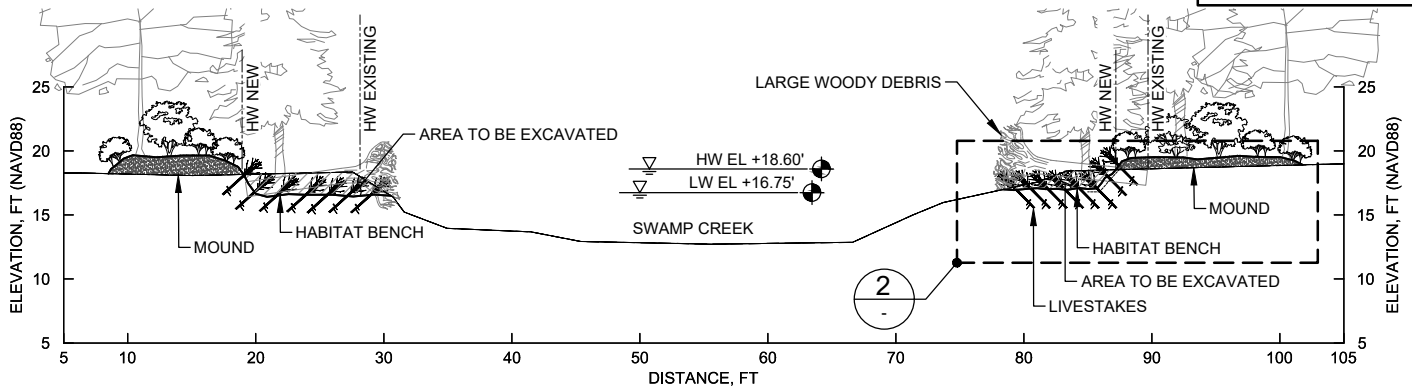 HW NEW
HW EXISTING
LARGE WOODY DEBRIS
HW NEW
HW EXISTING
25
25
AREA TO BE EXCAVATED
20
HW EL +18.60'
20
LW EL +16.75'
15
MOUND
HABITAT BENCH
SWAMP CREEK
MOUND
15
HABITAT BENCH
10
2
-
AREA TO BE EXCAVATED
10
LIVESTAKES
5
5
ELEVATION, FT (NAVD88)
ELEVATION, FT (NAVD88)
5 10 20 30 40 50 60 70 80 90 100 105
DISTANCE, FT